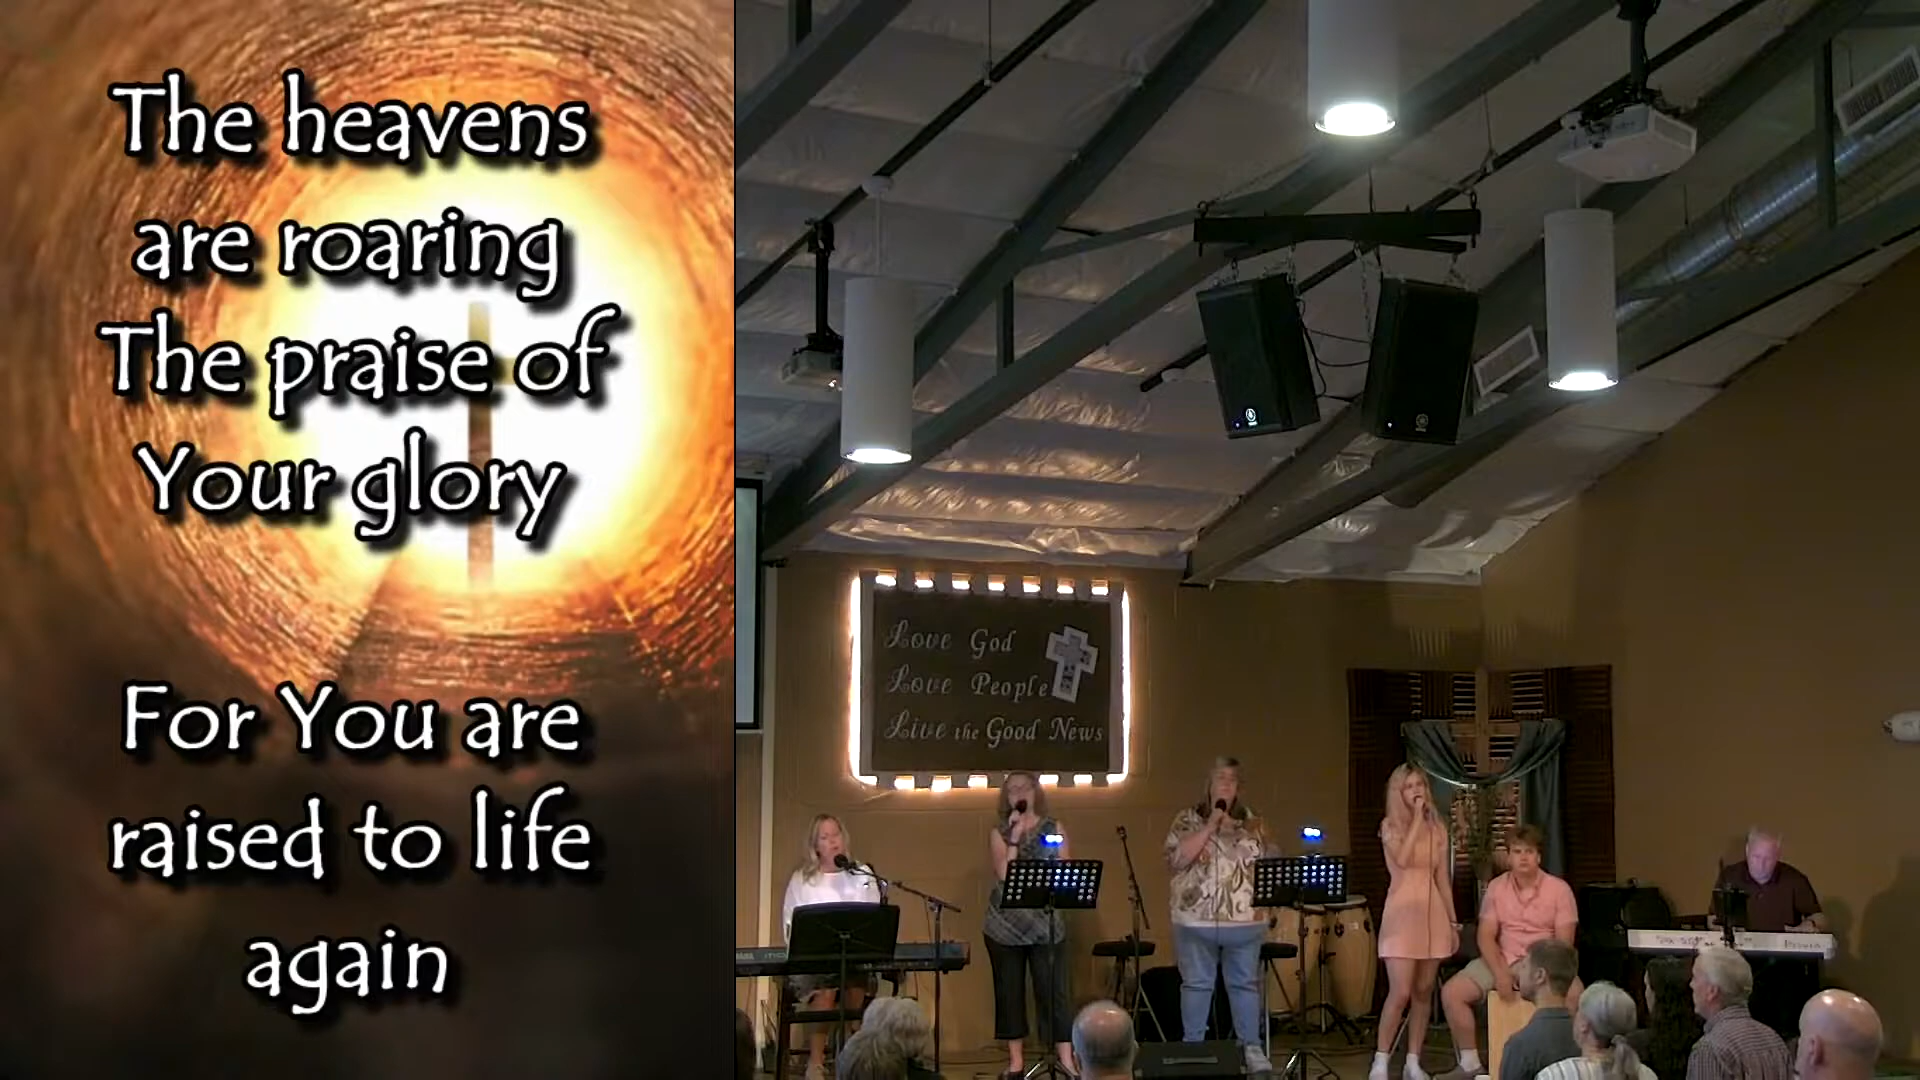 The heavens
are roaring
The praise of
Your glory
For You are
raised to life
again
Love God
Love People
Live the Good News